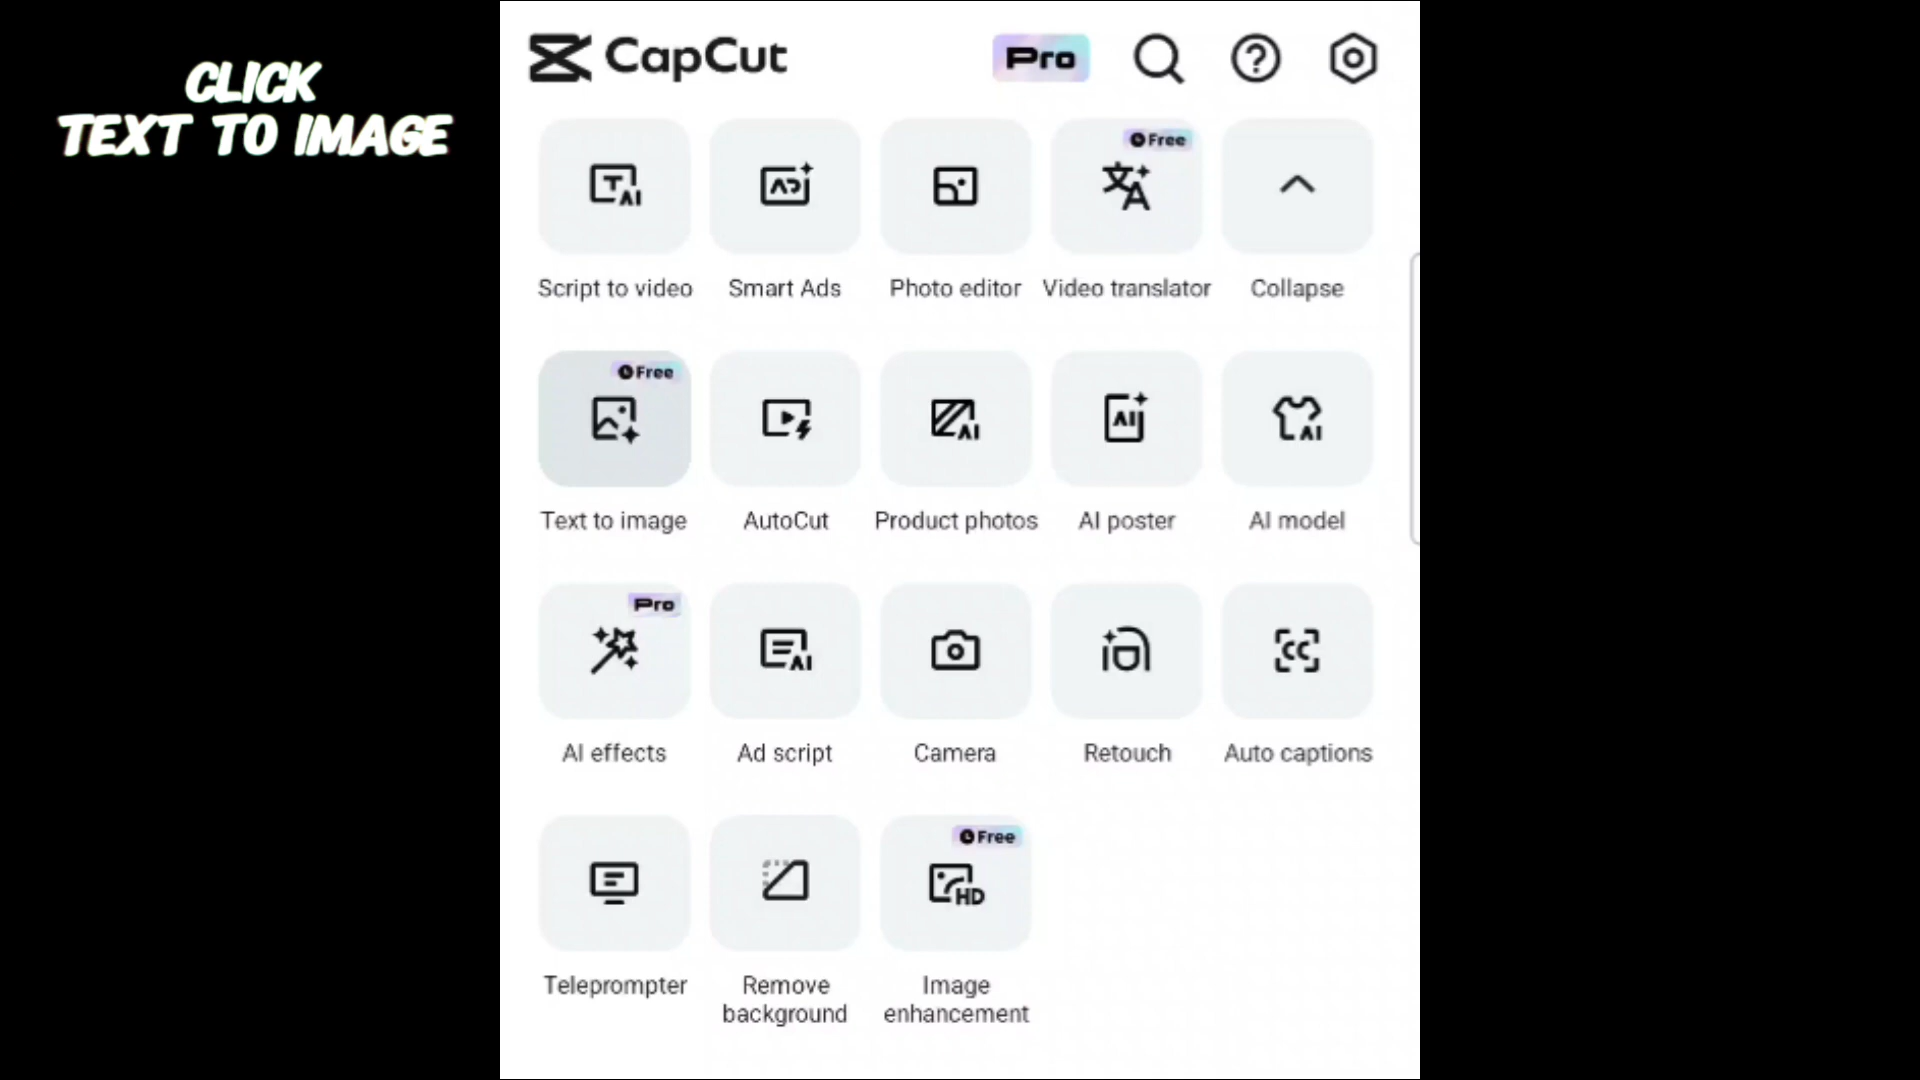 CLICK
TEXT TO IMAGE
CapCut
Pro
Free
Script to video
Smart Ads
Photo editor
Video translator
Collapse
Free
Text to image
AutoCut
Product photos
AI poster
AI model
Pro
AI effects
Ad script
Camera
Retouch
Auto captions
Free
Teleprompter
Remove
background
Image
enhancement